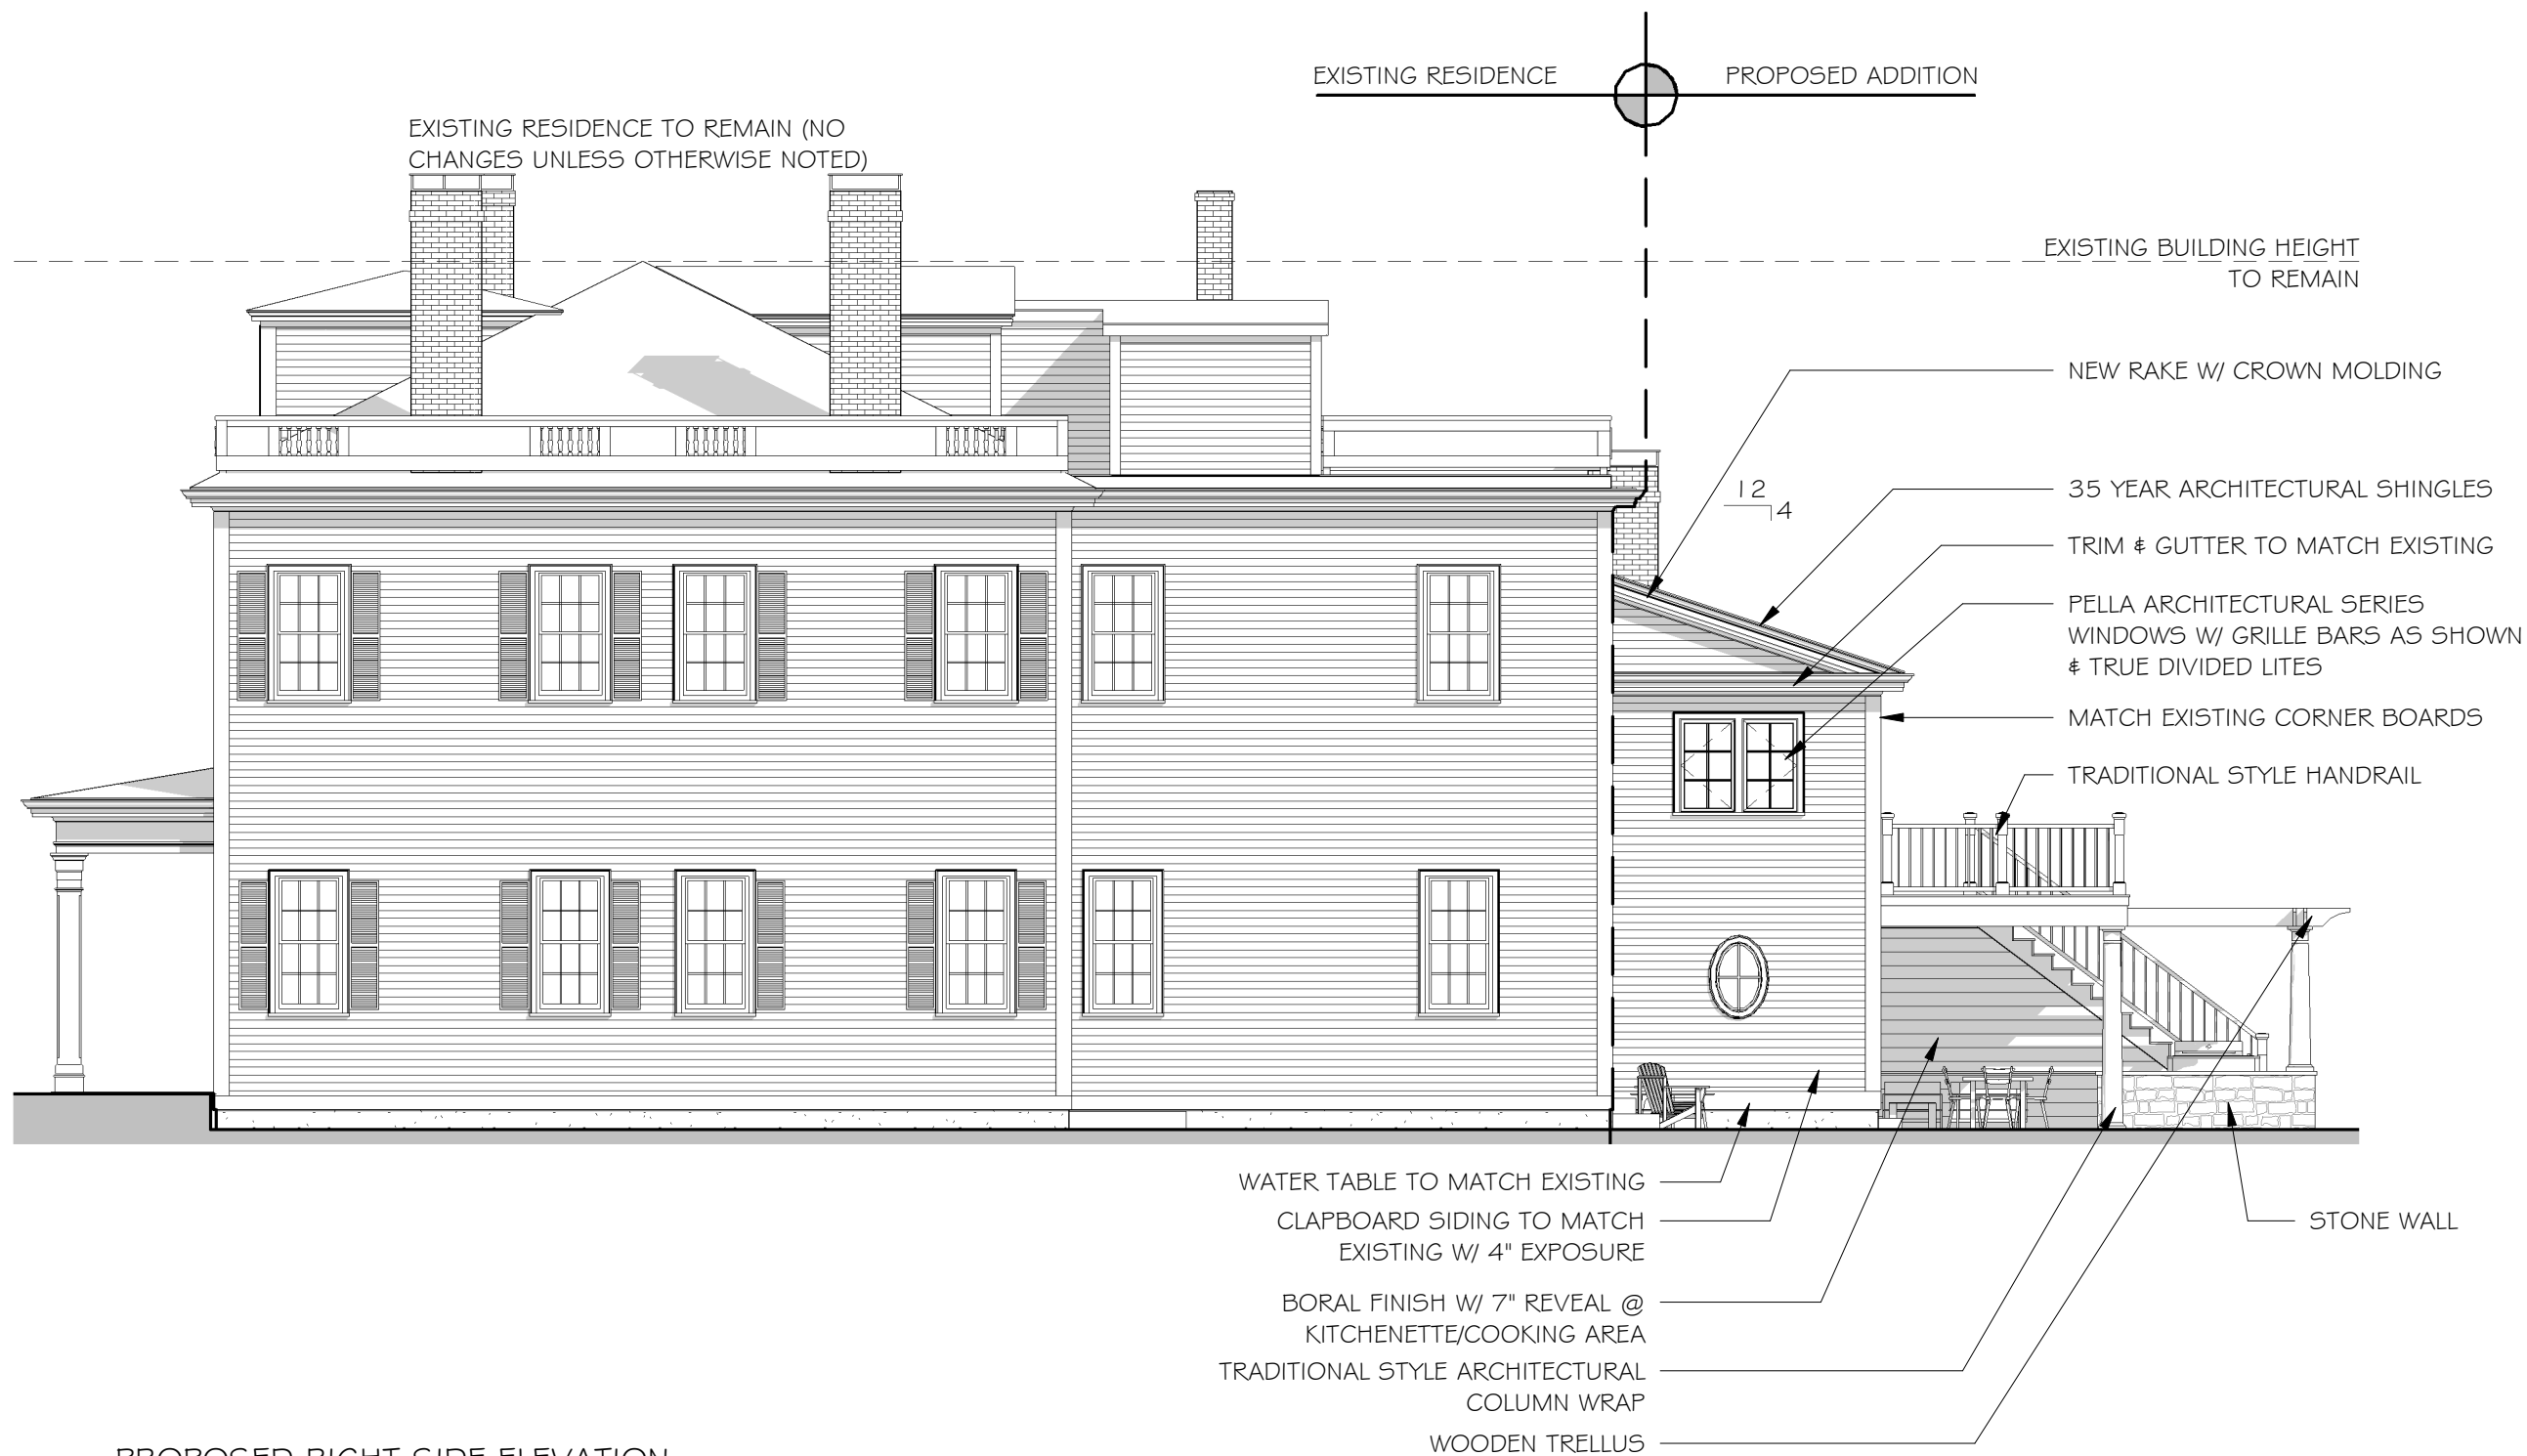 EXISTING RESIDENCE
PROPOSED ADDITION
EXISTING RESIDENCE TO REMAIN (NO
CHANGES UNLESS OTHERWISE NOTED)
EXISTING BUILDING HEIGHT
TO REMAIN
NEW RAKE W/ CROWN MOLDING
12
4
35 YEAR ARCHITECTURAL SHINGLES
TRIM & GUTTER TO MATCH EXISTING
PELLA ARCHITECTURAL SERIES
WINDOWS W/ GRILLE BARS AS SHOWN
& TRUE DIVIDED LITES
MATCH EXISTING CORNER BOARDS
TRADITIONAL STYLE HANDRAIL
WATER TABLE TO MATCH EXISTING
CLAPBOARD SIDING TO MATCH
EXISTING W/ 4" EXPOSURE
STONE WALL
BORAL FINISH W/ 7" REVEAL @
KITCHENETTE/COOKING AREA
TRADITIONAL STYLE ARCHITECTURAL
COLUMN WRAP
WOODEN TRELLUS
PROPOSED RIGHT SIDE ELEVATION